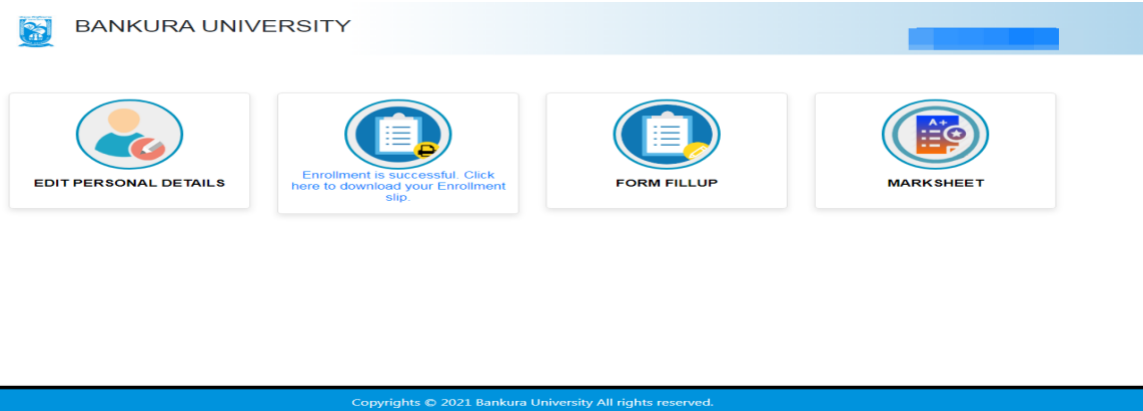 BANKURA UNIVERSITY
EDIT PERSONAL DETAILS
Enrollment is successful. Click
here to download your Enrollment
slip.
FORM FILLUP
A+
MARKSHEET
Copyrights © 2021 Bankura University All rights reserved.